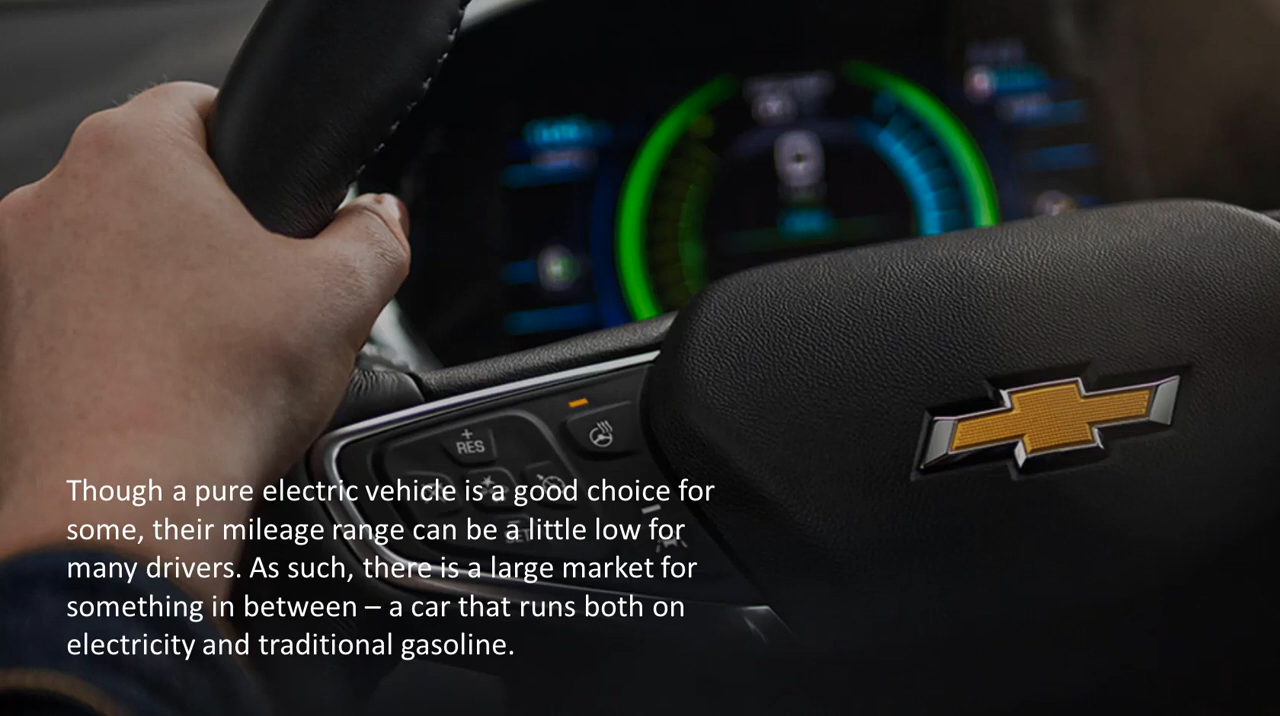 +
RES
Though a pure electric vehicle is a good choice for
some, their mileage range can be a little low for
many drivers. As such, there is a large market for
something in between – a car that runs both on
electricity and traditional gasoline.